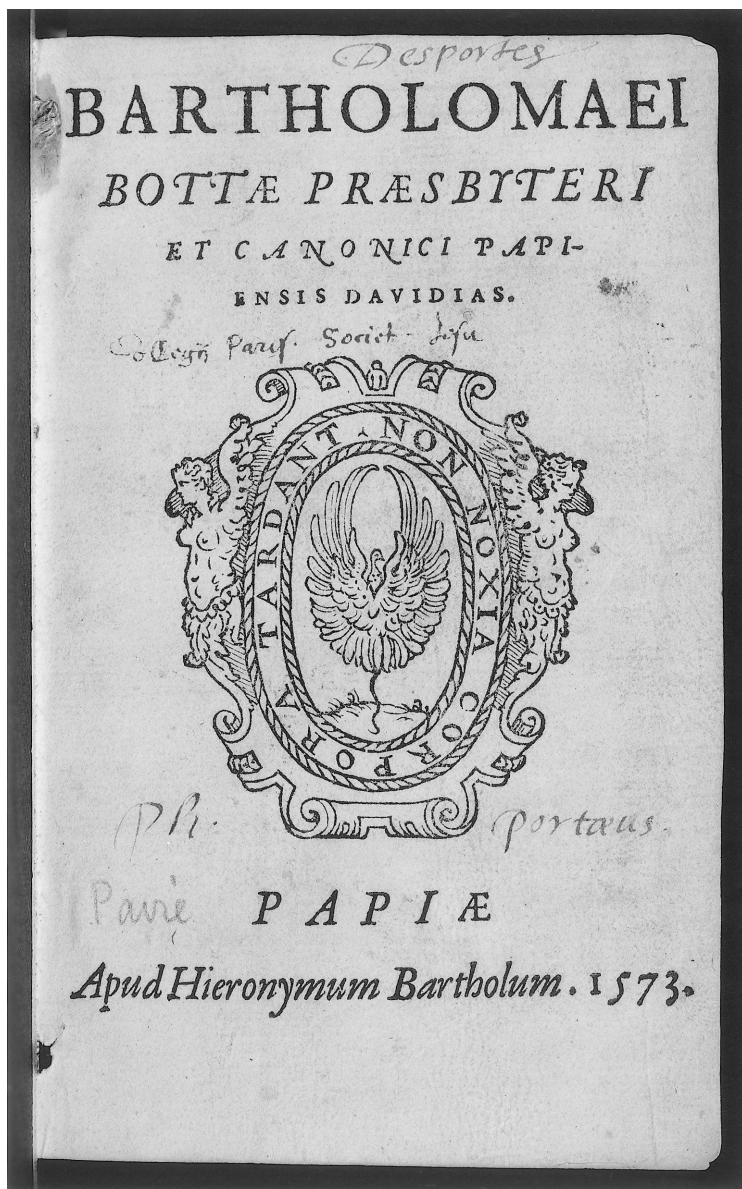 Desportes
BARTHOLOMAEI
BOTTÆ PRÆSBYTERI
ET CANONICI PAPI-
ENSIS DAVIDIAS.
Collegij Paris. Societ. Jesu
NON NOXIA CORPORA TARDANT
Ph. Portæus.
Pavie
PAPIÆ
Apud Hieronymum Bartholum. 1573.